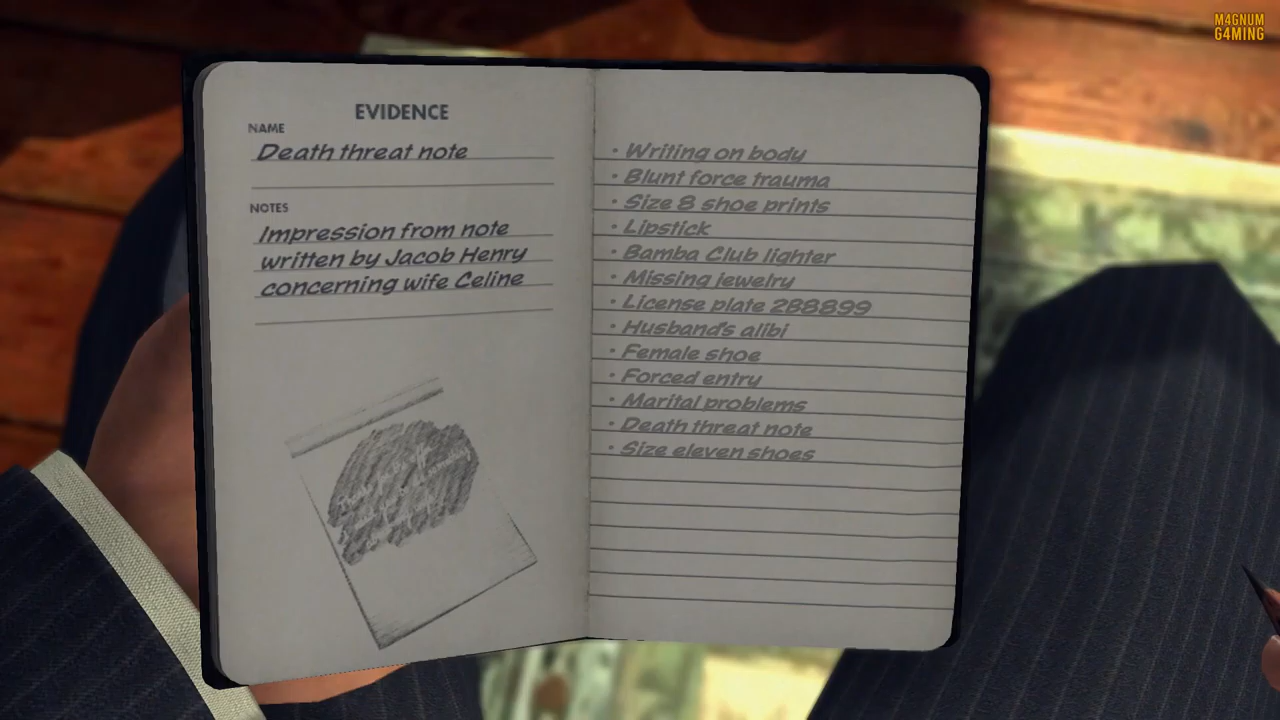 M4GNUM
G4MING
EVIDENCE
NAME
Death threat note
NOTES
Impression from note
written by Jacob Henry
concerning wife Celine
• Writing on body
• Blunt force trauma
• Size 8 shoe prints
• Lipstick
• Bamba Club lighter
• Missing jewelry
• License plate 2B8899
• Husband's alibi
• Female shoe
• Forced entry
• Marital problems
• Death threat note
• Size eleven shoes